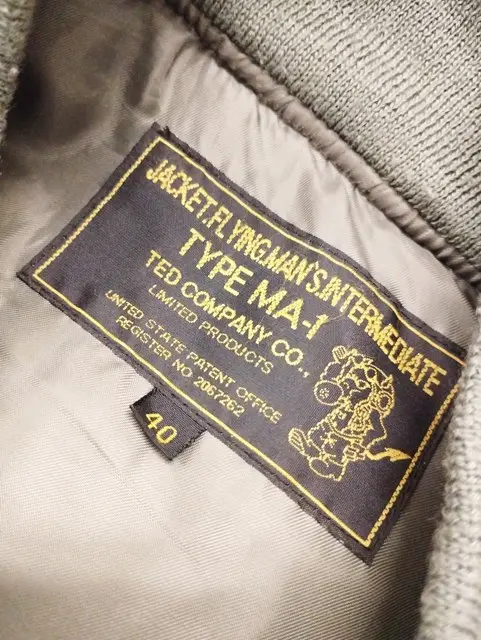 JACKET.FLYING.MAN'S.INTERMEDIATE
TYPE MA-1
TED COMPANY CO.,
LIMITED PRODUCTS
UNITED STATE PATENT OFFICE
REGISTER NO 2067262
40